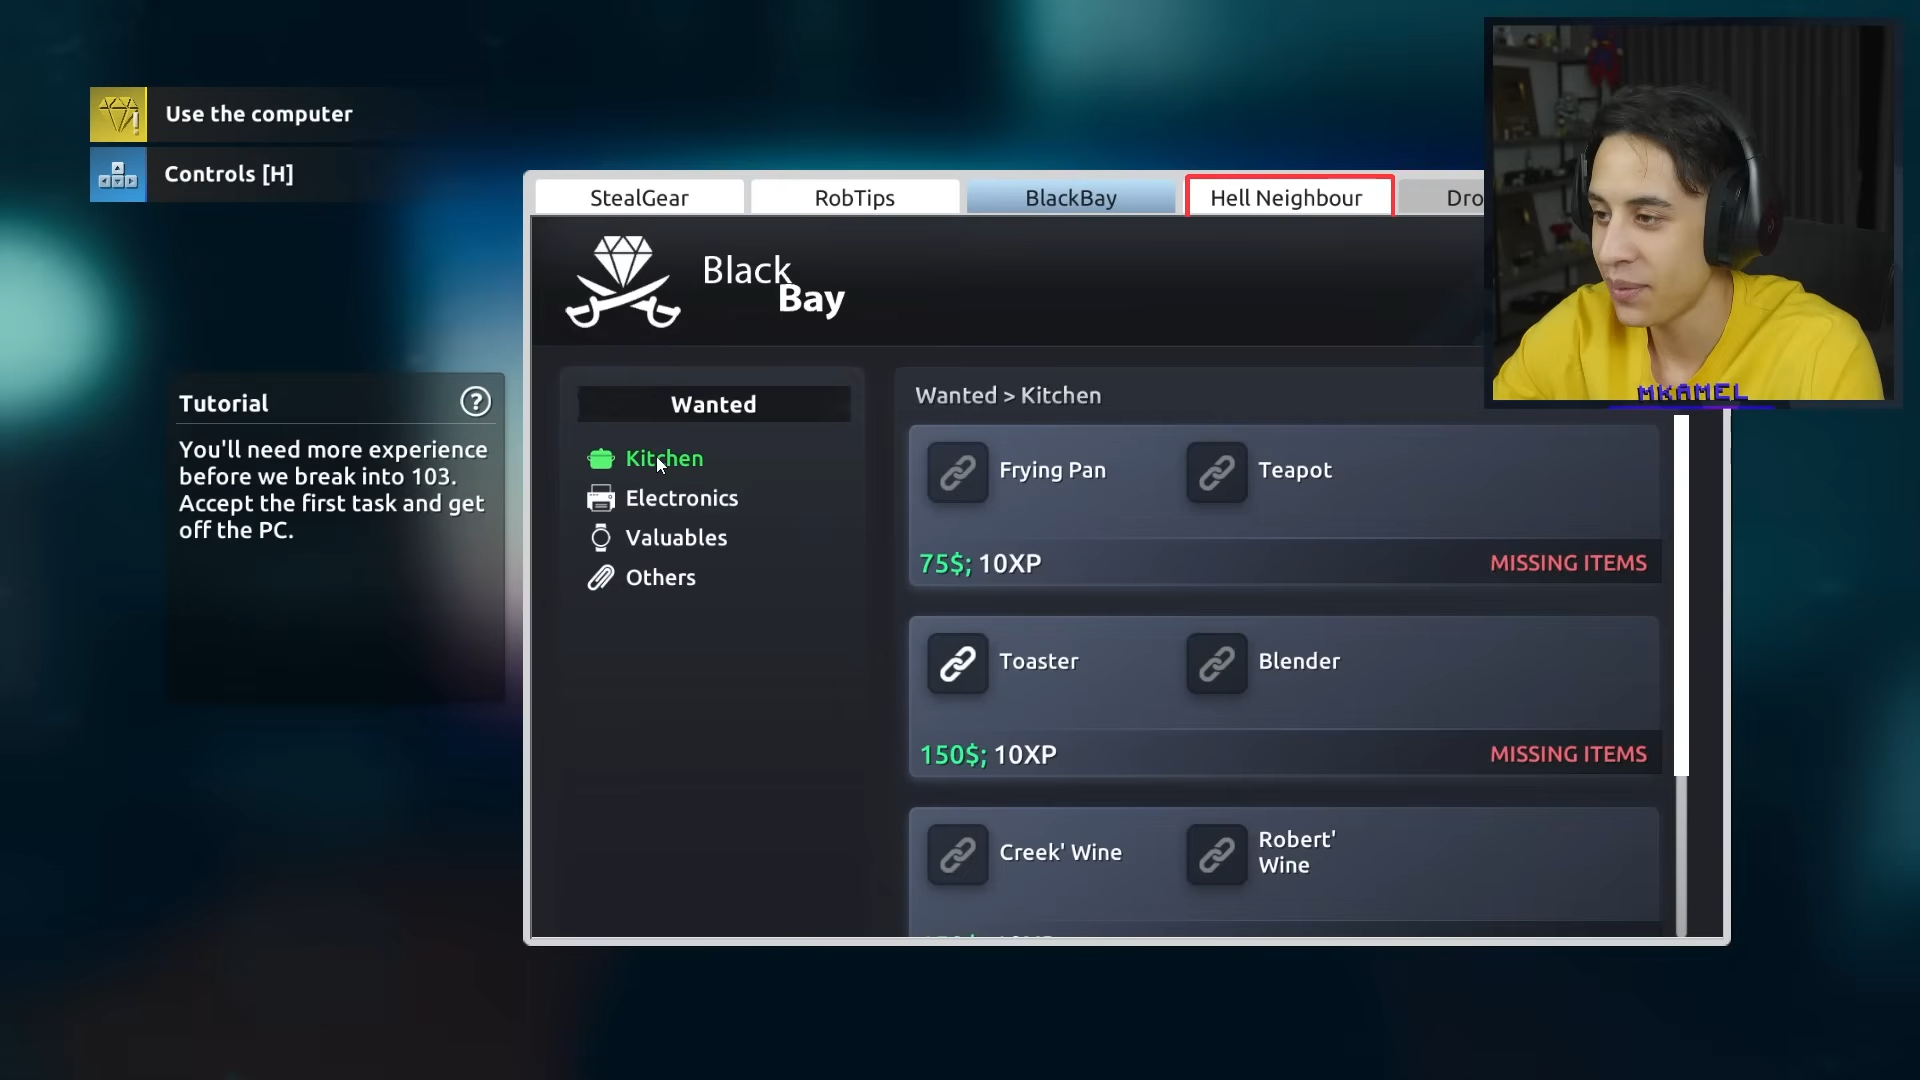 Use the computer
Controls [H]
StealGear
RobTips
BlackBay
Hell Neighbour
Dro
Black
Bay
MKAMEL
Tutorial
?
You'll need more experience
before we break into 103.
Accept the first task and get
off the PC.
Wanted
Kitchen
Electronics
Valuables
Others
Wanted > Kitchen
Frying Pan
Teapot
75$; 10XP
MISSING ITEMS
Toaster
Blender
150$; 10XP
MISSING ITEMS
Creek' Wine
Robert'
Wine